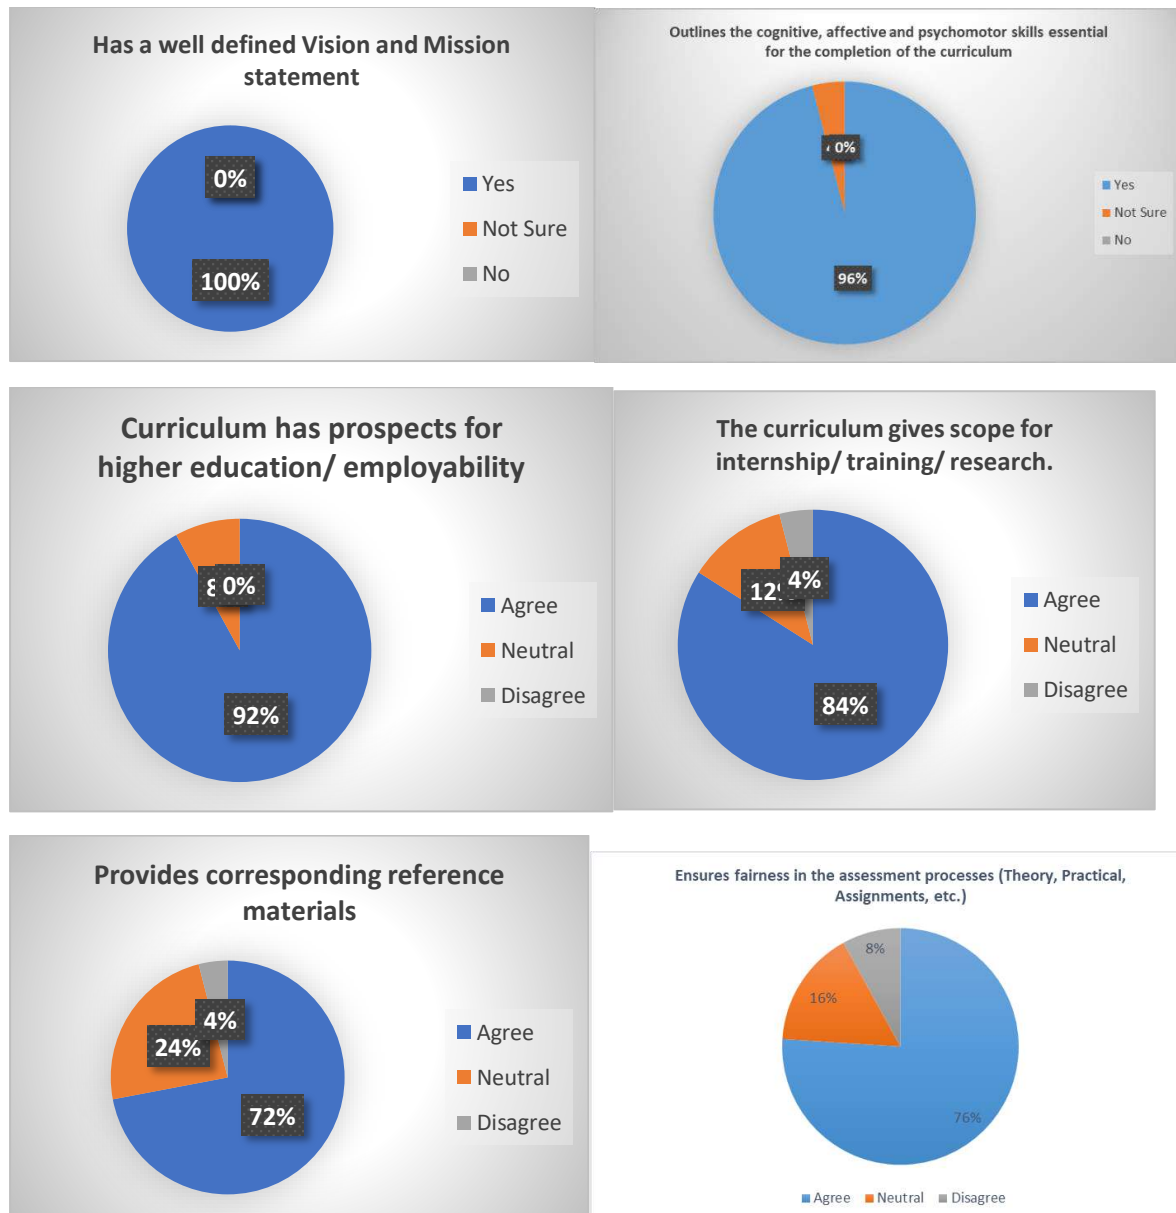 Has a well defined Vision and Mission
statement
0%
100%
Yes
Not Sure
No
Outlines the cognitive, affective and psychomotor skills essential
for the completion of the curriculum
0%
96%
Yes
Not Sure
No
Curriculum has prospects for
higher education/ employability
0%
92%
Agree
Neutral
Disagree
The curriculum gives scope for
internship/ training/ research.
12%
4%
84%
Agree
Neutral
Disagree
Provides corresponding reference
materials
4%
24%
72%
Agree
Neutral
Disagree
Ensures fairness in the assessment processes (Theory, Practical,
Assignments, etc.)
8%
16%
76%
Agree Neutral Disagree